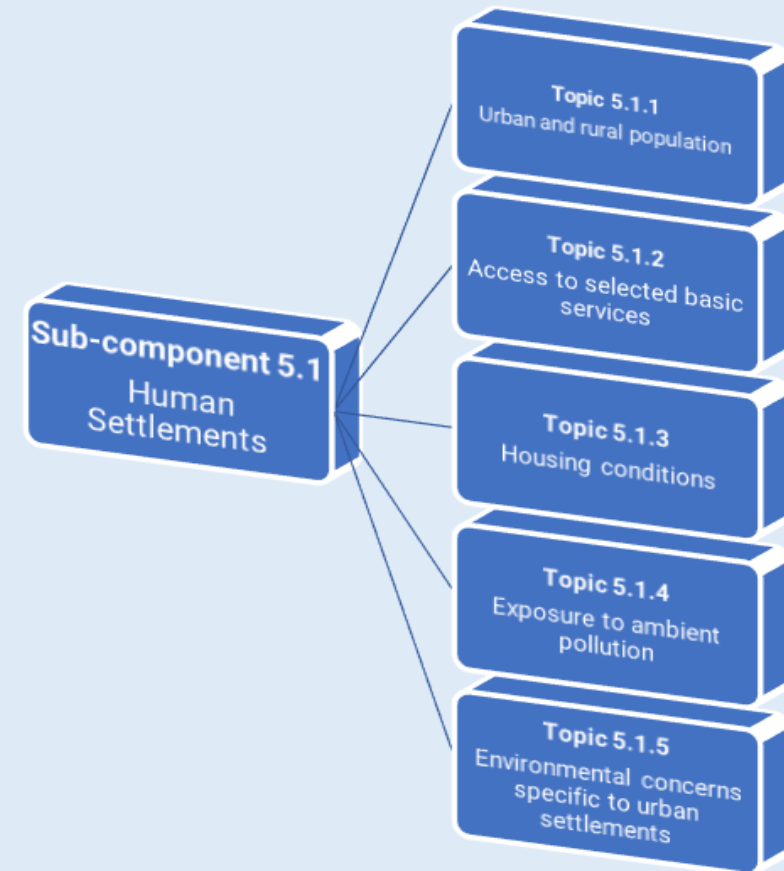 Sub-component 5.1
Human
Settlements
Topic 5.1.1
Urban and rural population
Topic 5.1.2
Access to selected basic
services
Topic 5.1.3
Housing conditions
Topic 5.1.4
Exposure to ambient
pollution
Topic 5.1.5
Environmental concerns
specific to urban
settlements